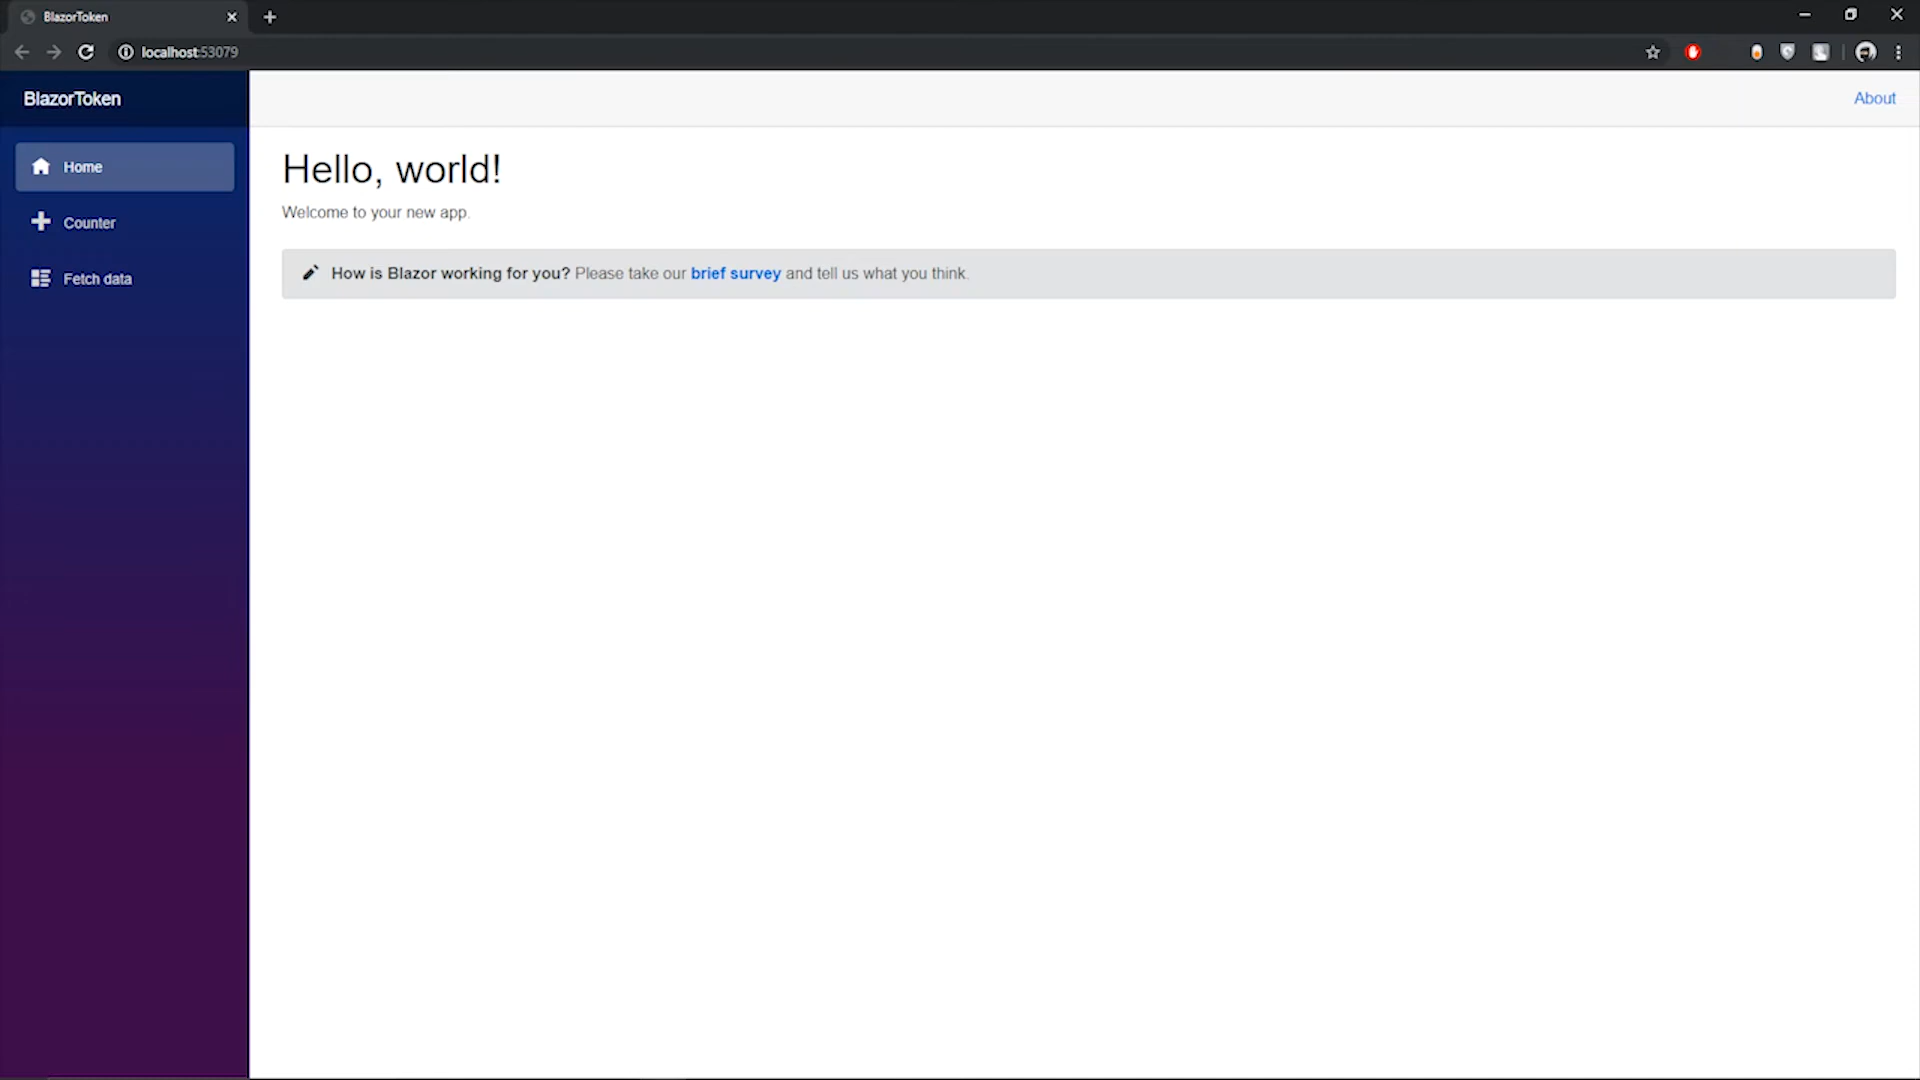 BlazorToken
localhost:53079
BlazorToken
About
Home
Counter
Fetch data
Hello, world!
Welcome to your new app.
How is Blazor working for you? Please take our brief survey and tell us what you think.